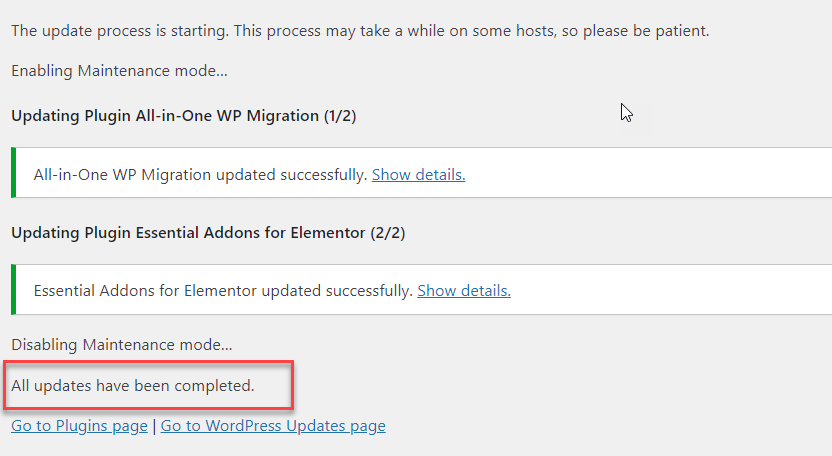 The update process is starting. This process may take a while on some hosts, so please be patient.
Enabling Maintenance mode…
Updating Plugin All-in-One WP Migration (1/2)
All-in-One WP Migration updated successfully. Show details.
Updating Plugin Essential Addons for Elementor (2/2)
Essential Addons for Elementor updated successfully. Show details.
Disabling Maintenance mode…
All updates have been completed.
Go to Plugins page | Go to WordPress Updates page